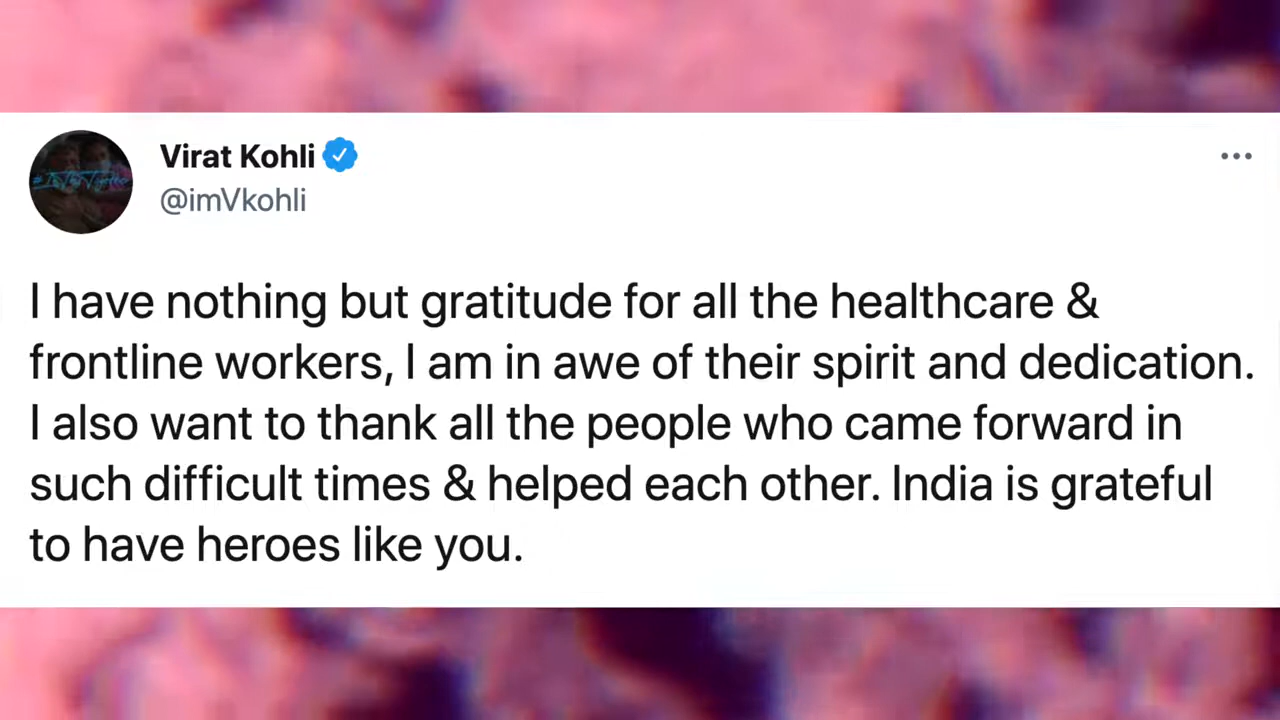 Virat Kohli
@imVkohli
I have nothing but gratitude for all the healthcare &
frontline workers, I am in awe of their spirit and dedication.
I also want to thank all the people who came forward in
such difficult times & helped each other. India is grateful
to have heroes like you.